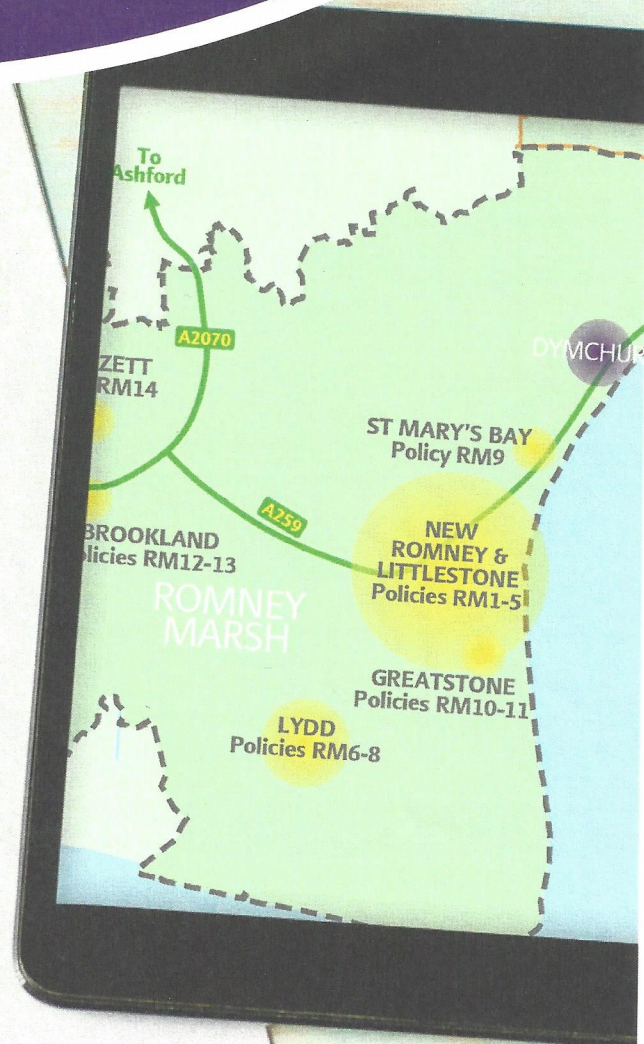 To
Ashford
A2070
DYMCHU
ZETT
RM14
ST MARY'S BAY
Policy RM9
A259
NEW
ROMNEY &
LITTLESTONE
Policies RM1-5
BROOKLAND
licies RM12-13
ROMNEY
MARSH
GREATSTONE
Policies RM10-11
LYDD
Policies RM6-8